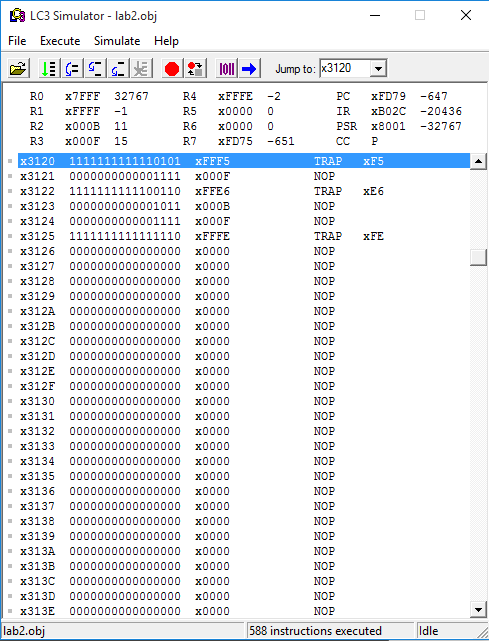 LC3 Simulator - lab2.obj
File Execute Simulate Help
Jump to: x3120
R0 x7FFF 32767 R4 xFFFE -2 PC xFD79 -647
R1 xFFFF -1 R5 x0000 0 IR xB02C -20436
R2 x000B 11 R6 x0000 0 PSR x8001 -32767
R3 x000F 15 R7 xFD75 -651 CC P
x3120 1111111111110101 xFFF5 TRAP xF5
x3121 0000000000001111 x000F NOP
x3122 1111111111100110 xFFE6 TRAP xE6
x3123 0000000000001011 x000B NOP
x3124 0000000000001111 x000F NOP
x3125 1111111111111110 xFFFE TRAP xFE
x3126 0000000000000000 x0000 NOP
x3127 0000000000000000 x0000 NOP
x3128 0000000000000000 x0000 NOP
x3129 0000000000000000 x0000 NOP
x312A 0000000000000000 x0000 NOP
x312B 0000000000000000 x0000 NOP
x312C 0000000000000000 x0000 NOP
x312D 0000000000000000 x0000 NOP
x312E 0000000000000000 x0000 NOP
x312F 0000000000000000 x0000 NOP
x3130 0000000000000000 x0000 NOP
x3131 0000000000000000 x0000 NOP
x3132 0000000000000000 x0000 NOP
x3133 0000000000000000 x0000 NOP
x3134 0000000000000000 x0000 NOP
x3135 0000000000000000 x0000 NOP
x3136 0000000000000000 x0000 NOP
x3137 0000000000000000 x0000 NOP
x3138 0000000000000000 x0000 NOP
x3139 0000000000000000 x0000 NOP
x313A 0000000000000000 x0000 NOP
x313B 0000000000000000 x0000 NOP
x313C 0000000000000000 x0000 NOP
x313D 0000000000000000 x0000 NOP
x313E 0000000000000000 x0000 NOP
lab2.obj 588 instructions executed Idle